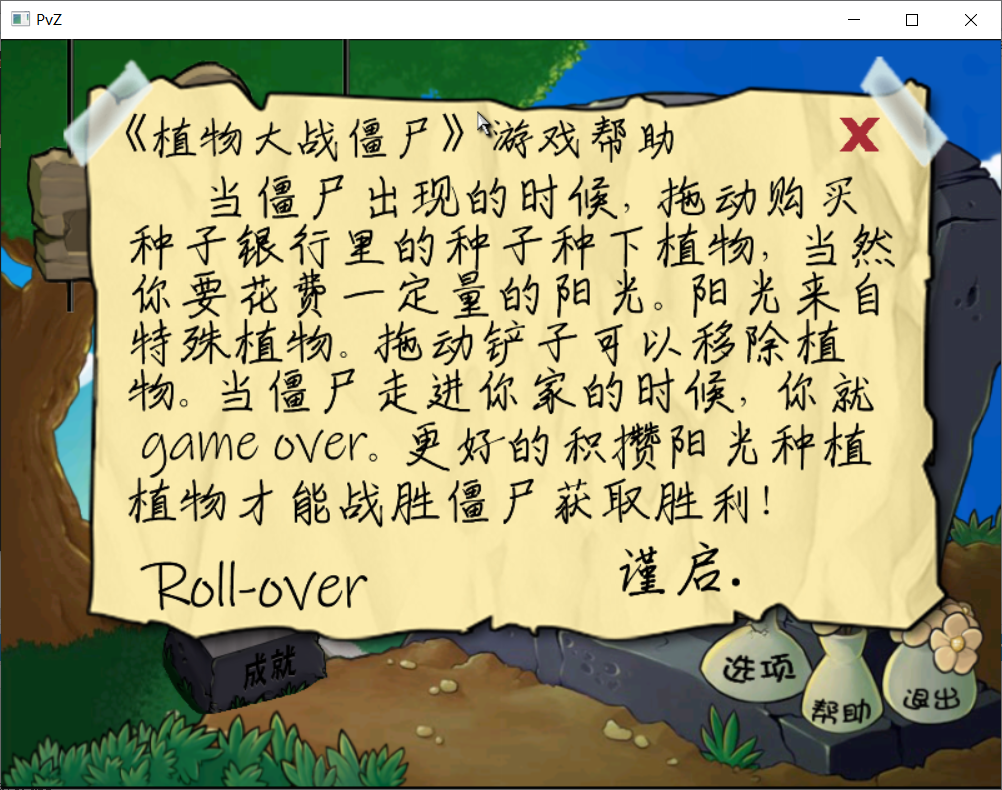 PvZ
《植物大战僵尸》游戏帮助
当僵尸出现的时候，拖动购买
种子银行里的种子种下植物，当然
你要花费一定量的阳光。阳光来自
特殊植物。拖动铲子可以移除植
物。当僵尸走进你家的时候，你就
game over。更好的积攒阳光种植
植物才能战胜僵尸获取胜利！
Roll-over 谨启.
成就
选项
帮助
退出